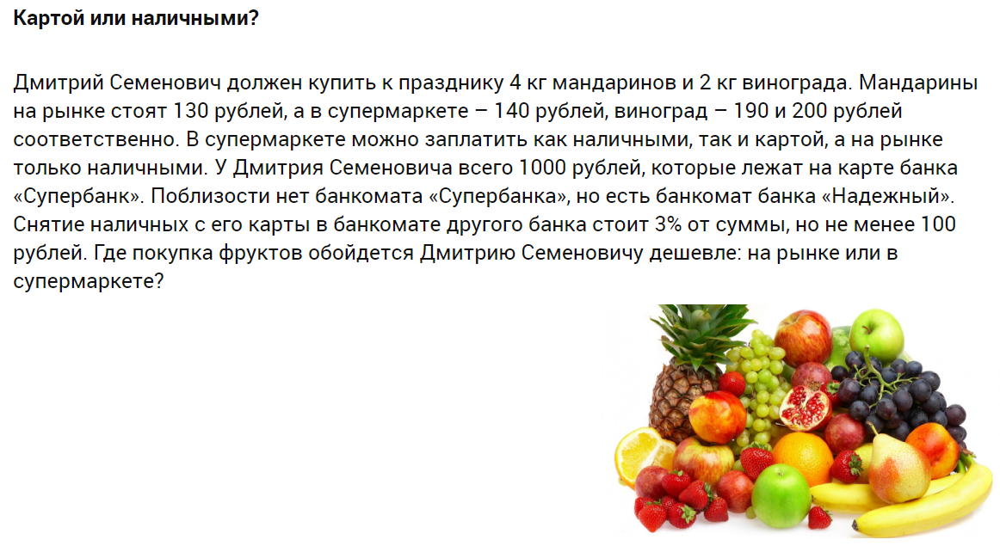 Картой или наличными?
Дмитрий Семенович должен купить к празднику 4 кг мандаринов и 2 кг винограда. Мандарины
на рынке стоят 130 рублей, а в супермаркете – 140 рублей, виноград – 190 и 200 рублей
соответственно. В супермаркете можно заплатить как наличными, так и картой, а на рынке
только наличными. У Дмитрия Семеновича всего 1000 рублей, которые лежат на карте банка
«Супербанк». Поблизости нет банкомата «Супербанка», но есть банкомат банка «Надежный».
Снятие наличных с его карты в банкомате другого банка стоит 3% от суммы, но не менее 100
рублей. Где покупка фруктов обойдется Дмитрию Семеновичу дешевле: на рынке или в
супермаркете?